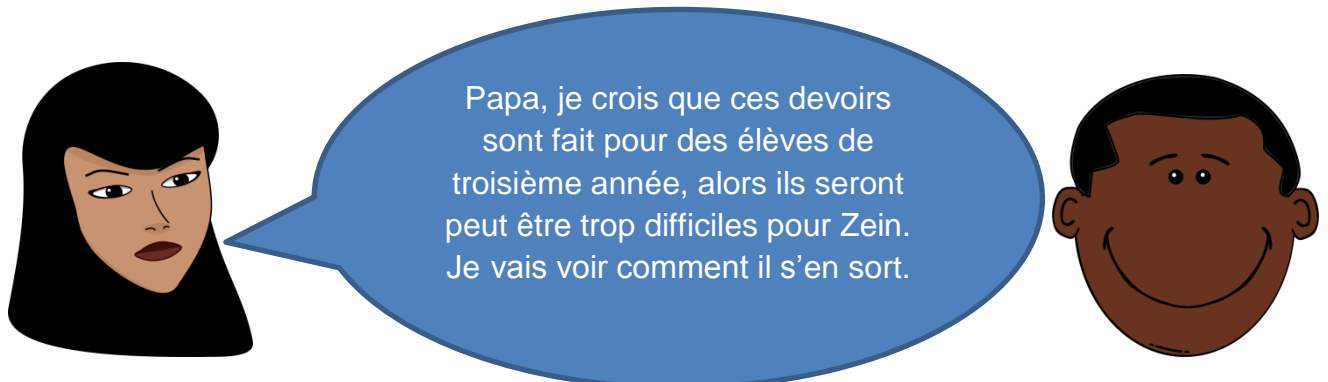 Papa, je crois que ces devoirs
sont fait pour des élèves de
troisième année, alors ils seront
peut être trop difficiles pour Zein.
Je vais voir comment il s’en sort.